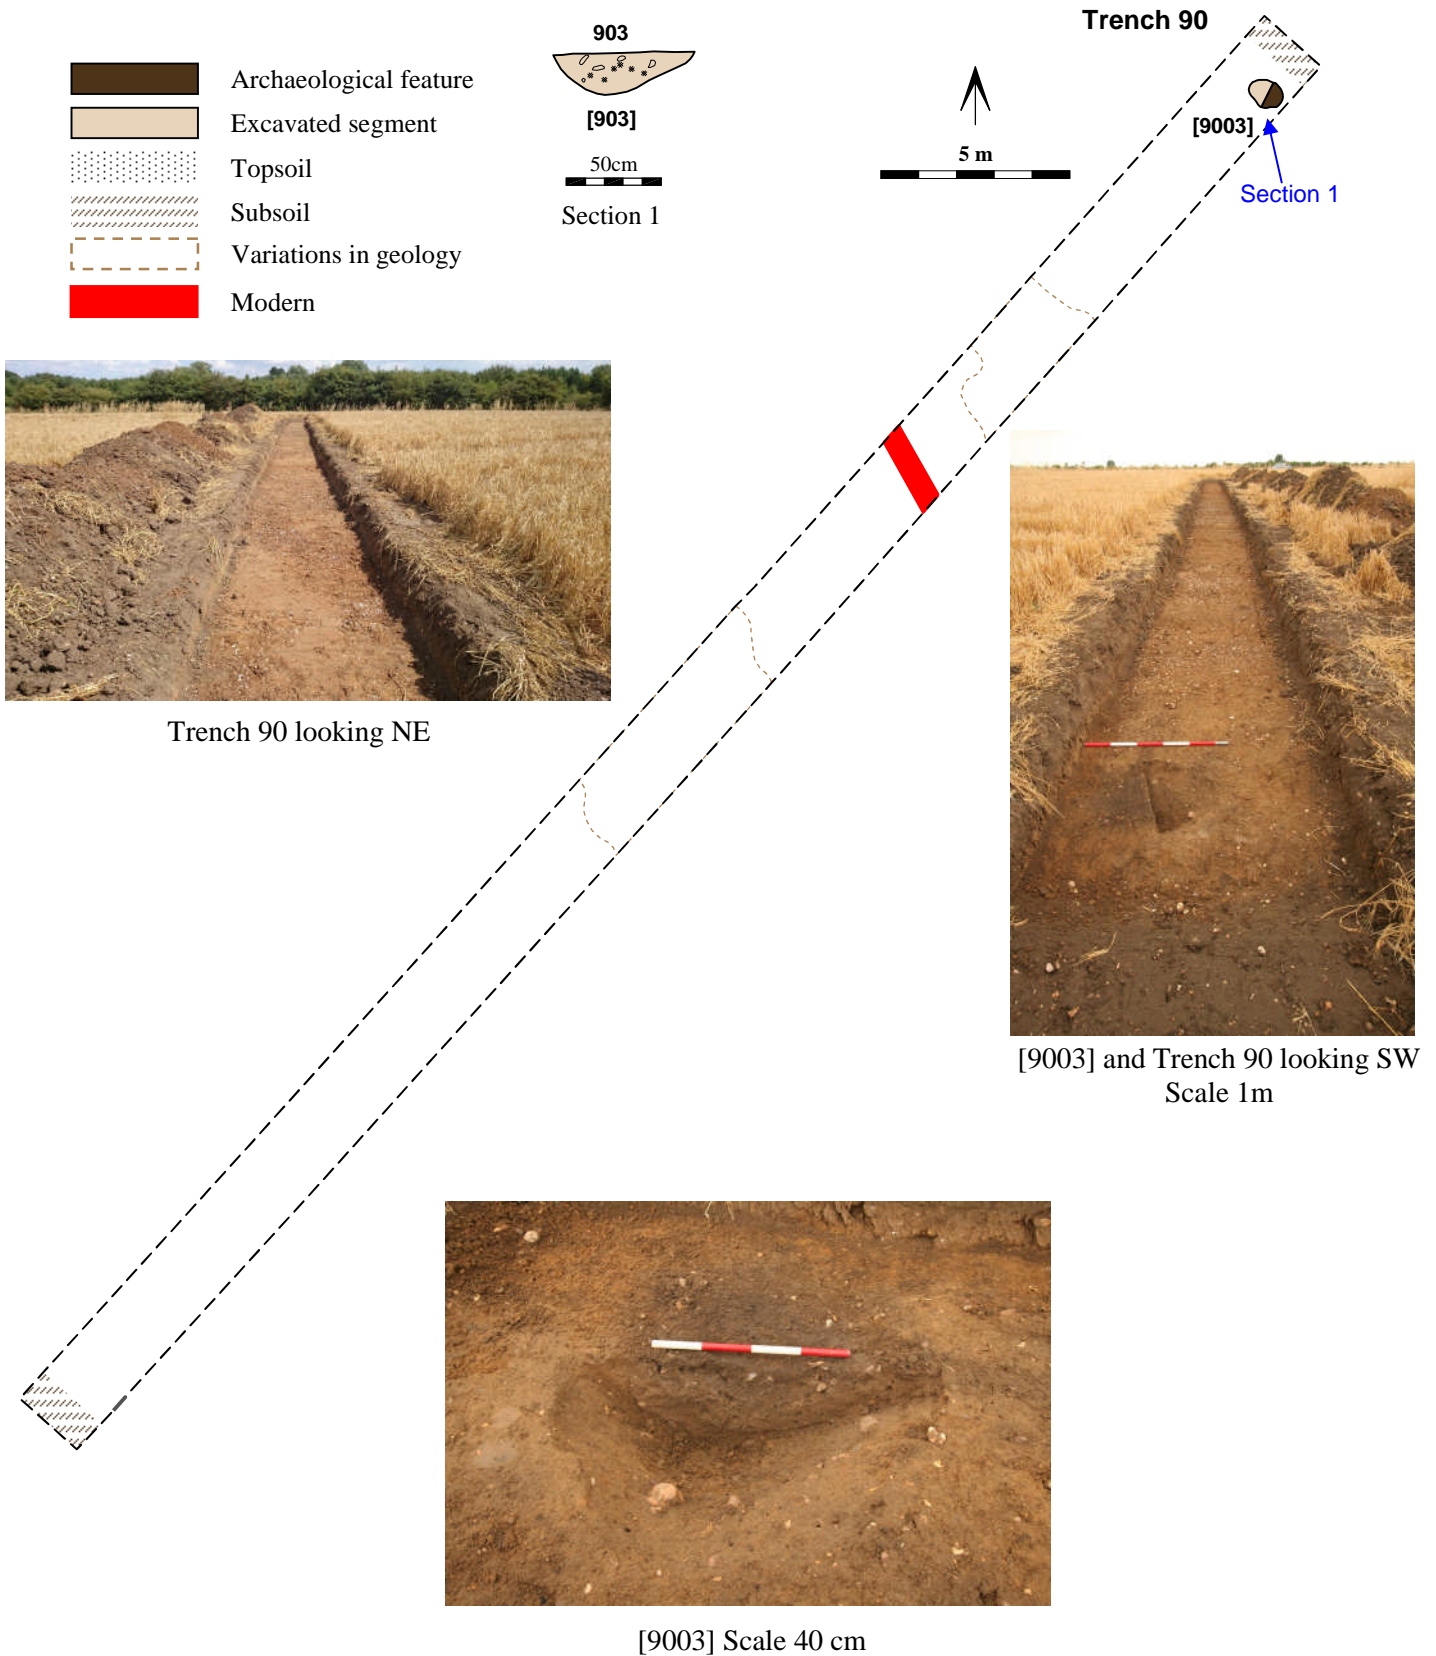 Trench 90
903
[903]
50cm
Section 1
Archaeological feature
Excavated segment
Topsoil
Subsoil
Variations in geology
Modern
5 m
[9003]
Section 1
Trench 90 looking NE
[9003] and Trench 90 looking SW
Scale 1m
[9003] Scale 40 cm